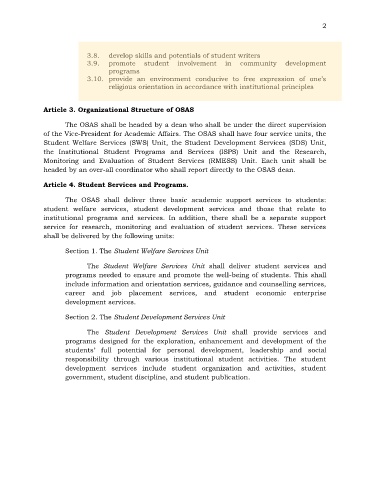 2
3.8. develop skills and potentials of student writers
3.9. promote student involvement in community development
programs
3.10. provide an environment conducive to free expression of one's
religious orientation in accordance with institutional principles
Article 3. Organizational Structure of OSAS
The OSAS shall be headed by a dean who shall be under the direct supervision
of the Vice-President for Academic Affairs. The OSAS shall have four service units, the
Student Welfare Services (SWS) Unit, the Student Development Services (SDS) Unit,
the Institutional Student Programs and Services (ISPS) Unit and the Research,
Monitoring and Evaluation of Student Services (RMESS) Unit. Each unit shall be
headed by an over-all coordinator who shall report directly to the OSAS dean.
Article 4. Student Services and Programs.
The OSAS shall deliver three basic academic support services to students:
student welfare services, student development services and those that relate to
institutional programs and services. In addition, there shall be a separate support
service for research, monitoring and evaluation of student services. These services
shall be delivered by the following units:
Section 1. The Student Welfare Services Unit
The Student Welfare Services Unit shall deliver student services and
programs needed to ensure and promote the well-being of students. This shall
include information and orientation services, guidance and counselling services,
career and job placement services, and student economic enterprise
development services.
Section 2. The Student Development Services Unit
The Student Development Services Unit shall provide services and
programs designed for the exploration, enhancement and development of the
students' full potential for personal development, leadership and social
responsibility through various institutional student activities. The student
development services include student organization and activities, student
government, student discipline, and student publication.